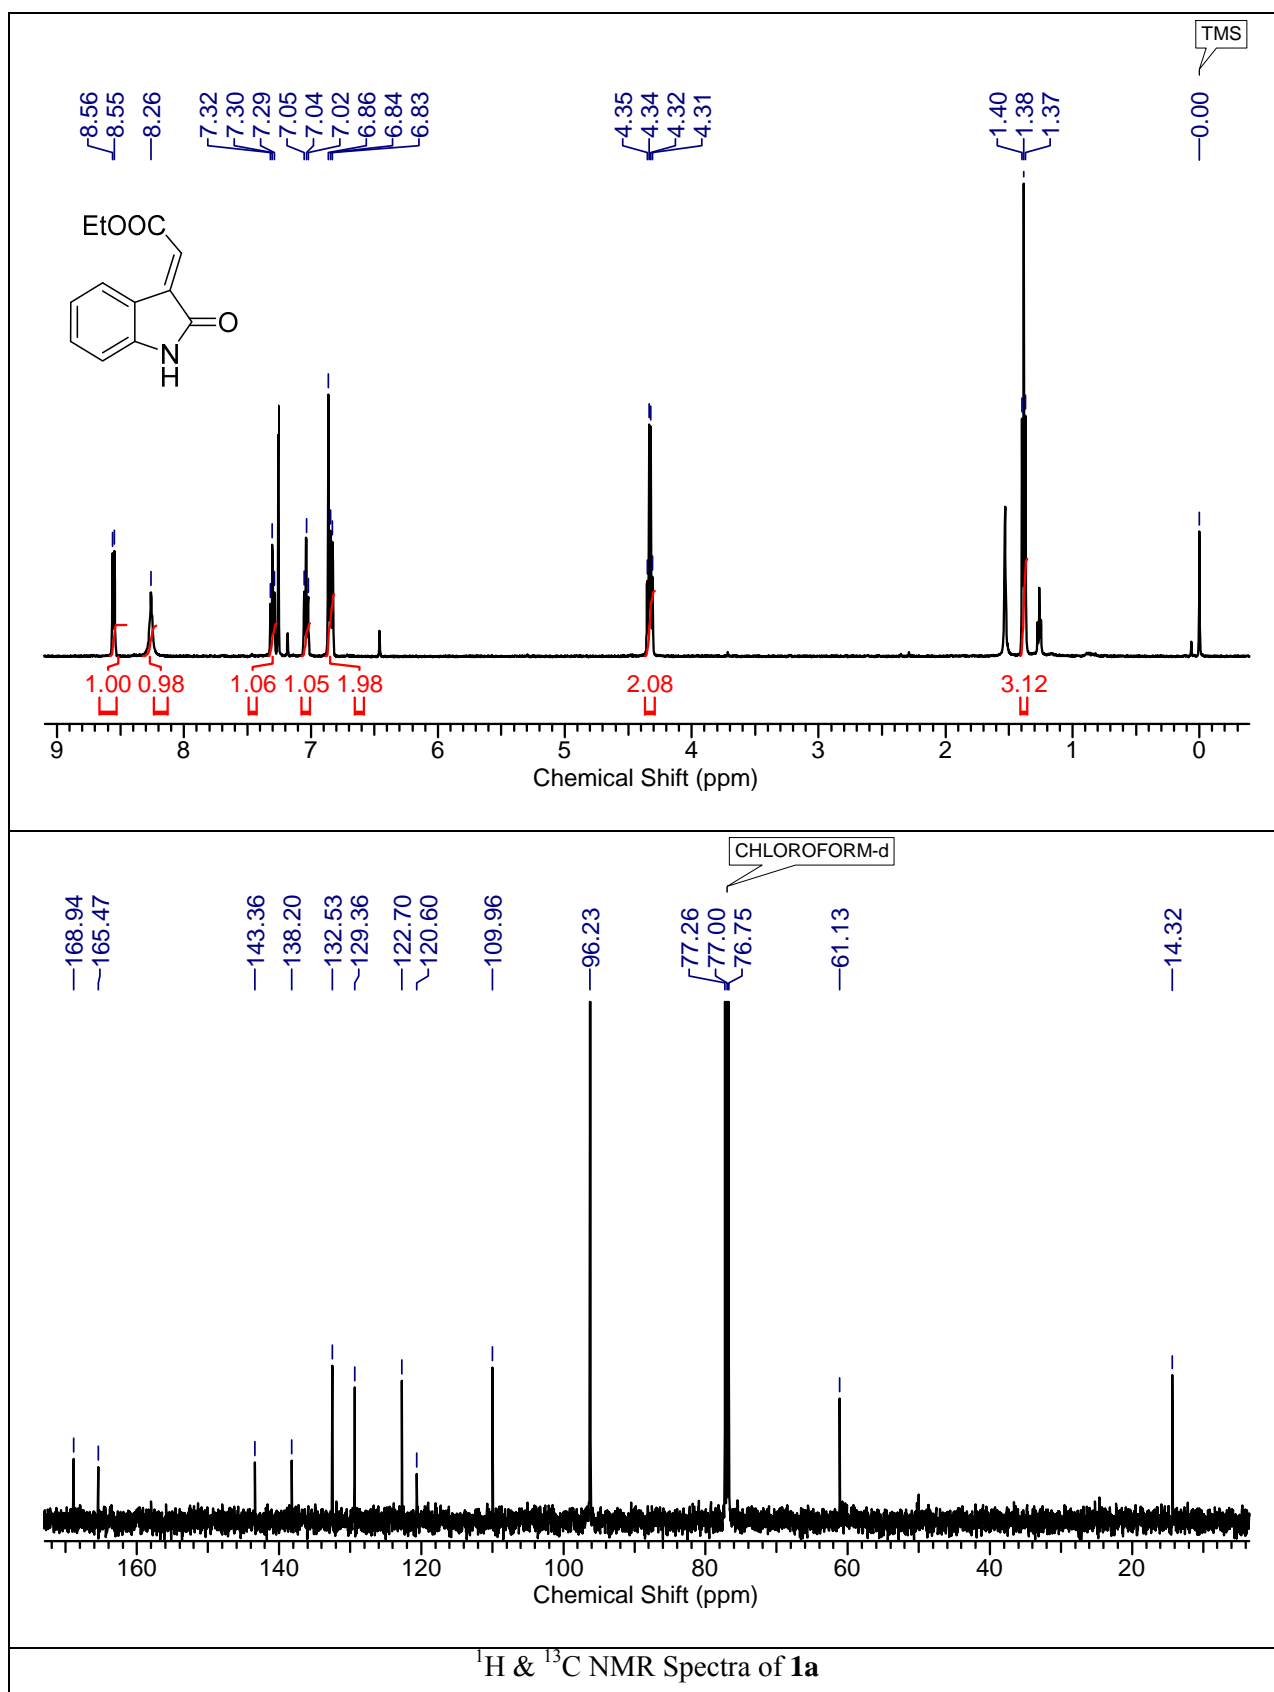 TMS
8.56
8.55
8.26
7.32
7.30
7.29
7.05
7.04
7.02
6.86
6.84
6.83
4.35
4.34
4.32
4.31
1.40
1.38
1.37
0.00
EtOOC
O
N
H
1.00 0.98 1.06 1.05 1.98 2.08 3.12
9 8 7 6 5 4 3 2 1 0
Chemical Shift (ppm)
CHLOROFORM-d
168.94
165.47
143.36
138.20
132.53
129.36
122.70
120.60
109.96
96.23
77.26
77.00
76.75
61.13
14.32
160 140 120 100 80 60 40 20
Chemical Shift (ppm)
¹H & ¹³C NMR Spectra of 1a